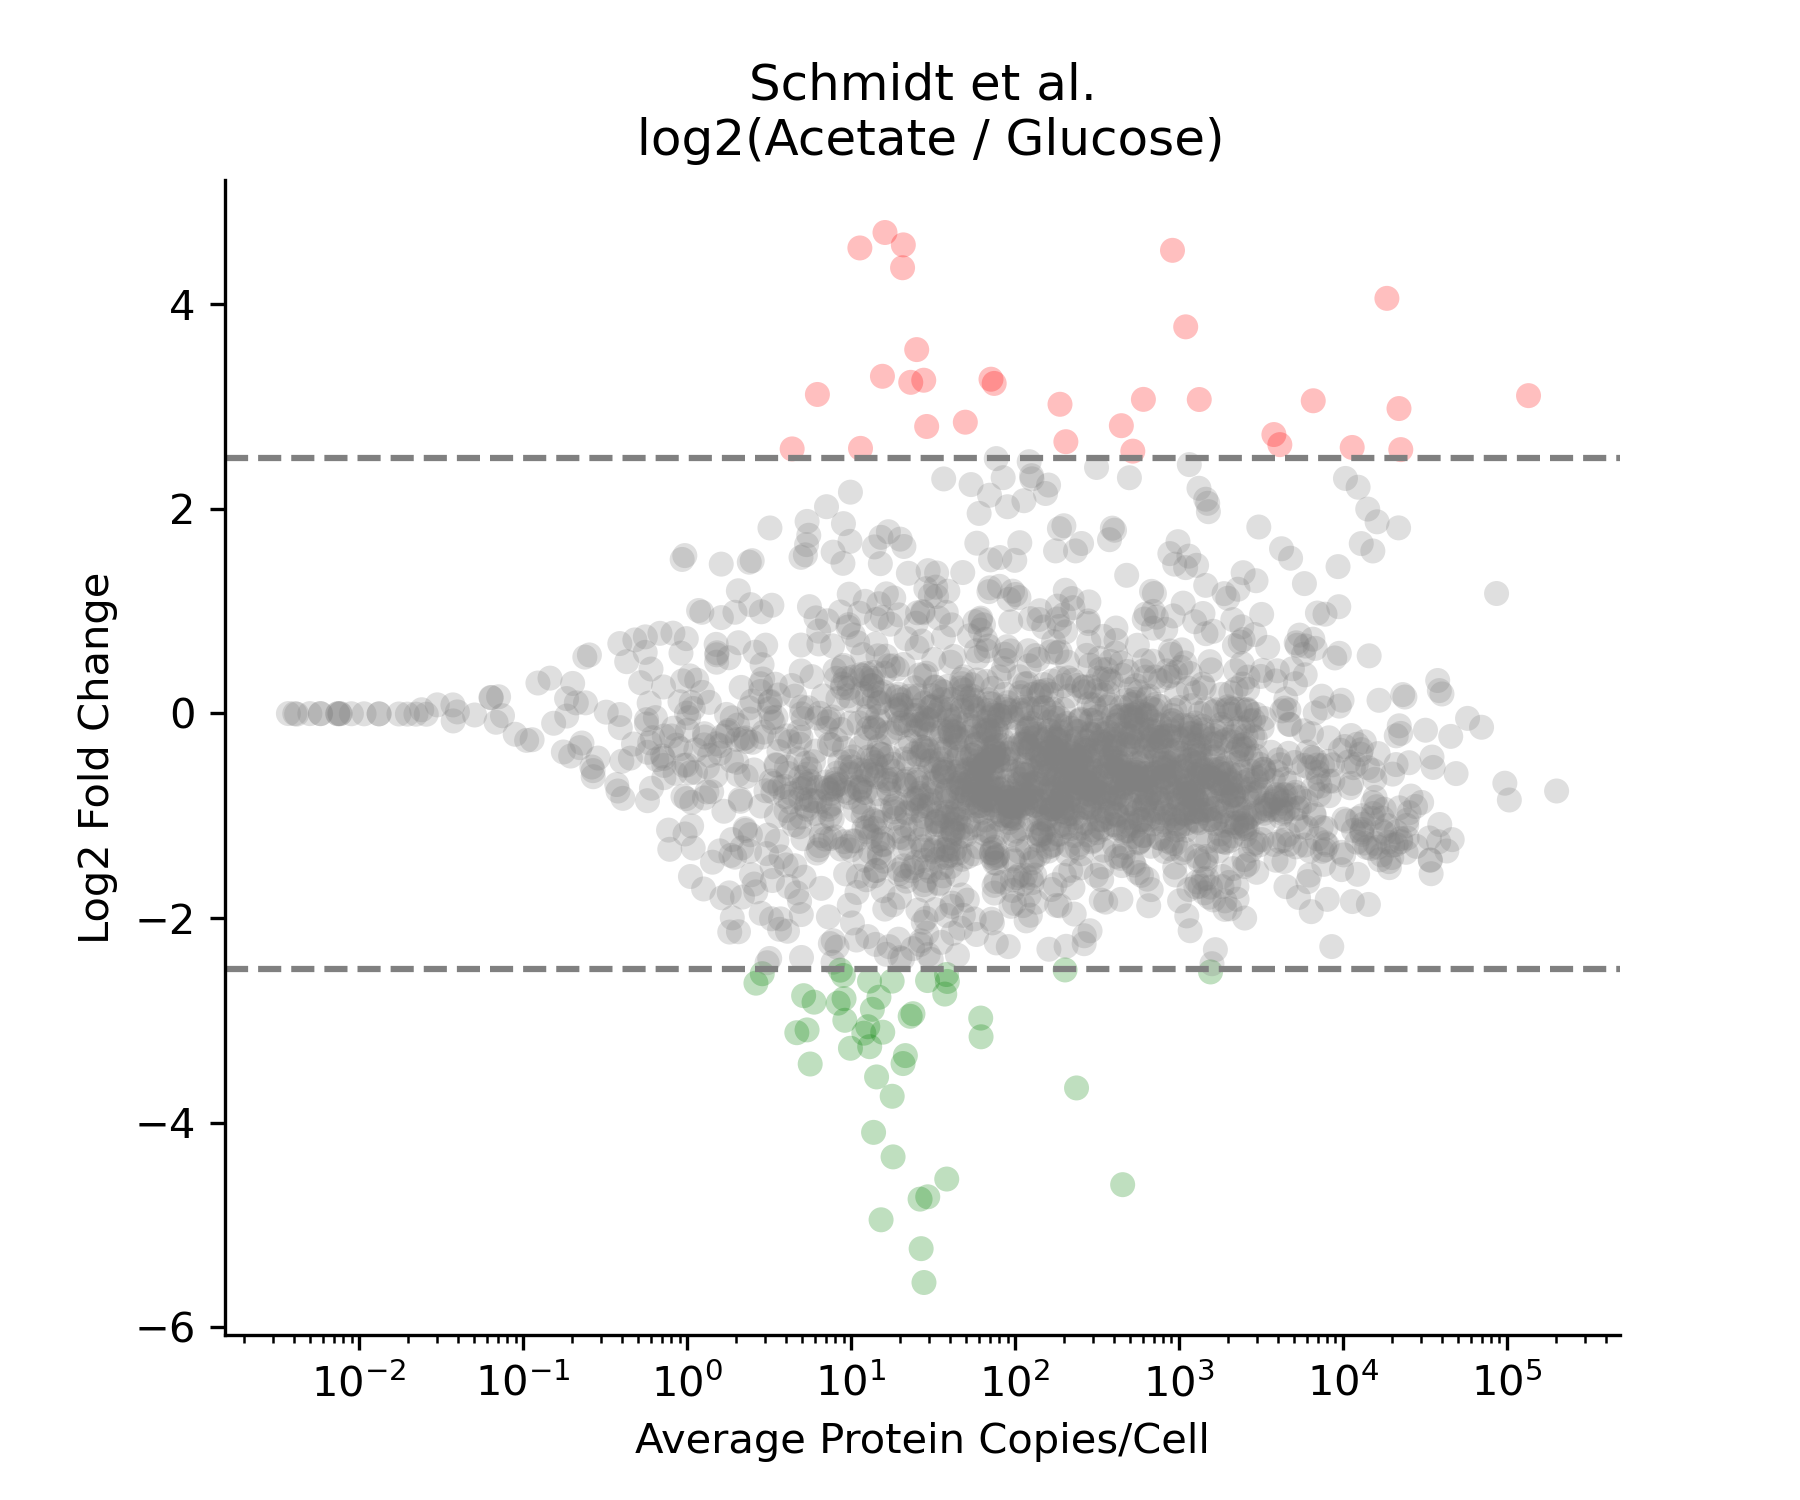 Schmidt et al.
log2(Acetate / Glucose)
Log2 Fold Change
4
2
0
−2
−4
−6
10⁻² 10⁻¹ 10⁰ 10¹ 10² 10³ 10⁴ 10⁵
Average Protein Copies/Cell